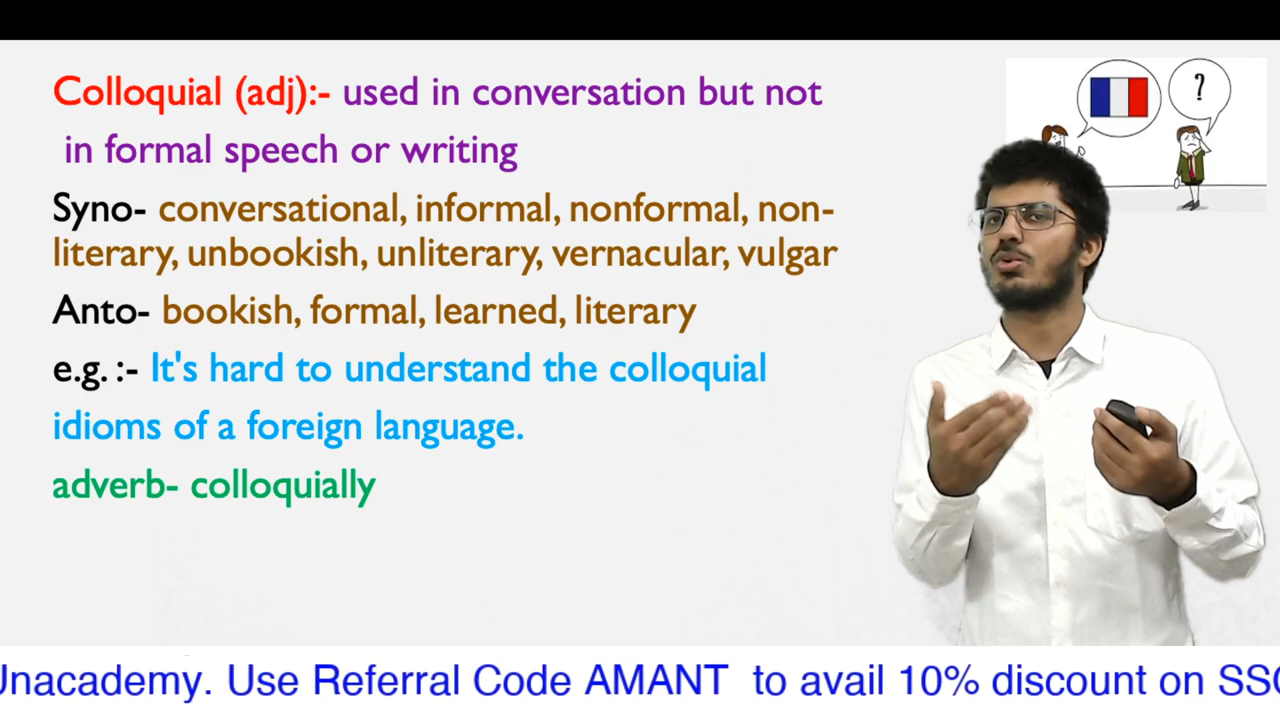 Colloquial (adj):- used in conversation but not
in formal speech or writing
?
Syno- conversational, informal, nonformal, non-
literary, unbookish, unliterary, vernacular, vulgar
Anto- bookish, formal, learned, literary
e.g. :- It's hard to understand the colloquial
idioms of a foreign language.
adverb- colloquially
Unacademy. Use Referral Code AMANT to avail 10% discount on SSC